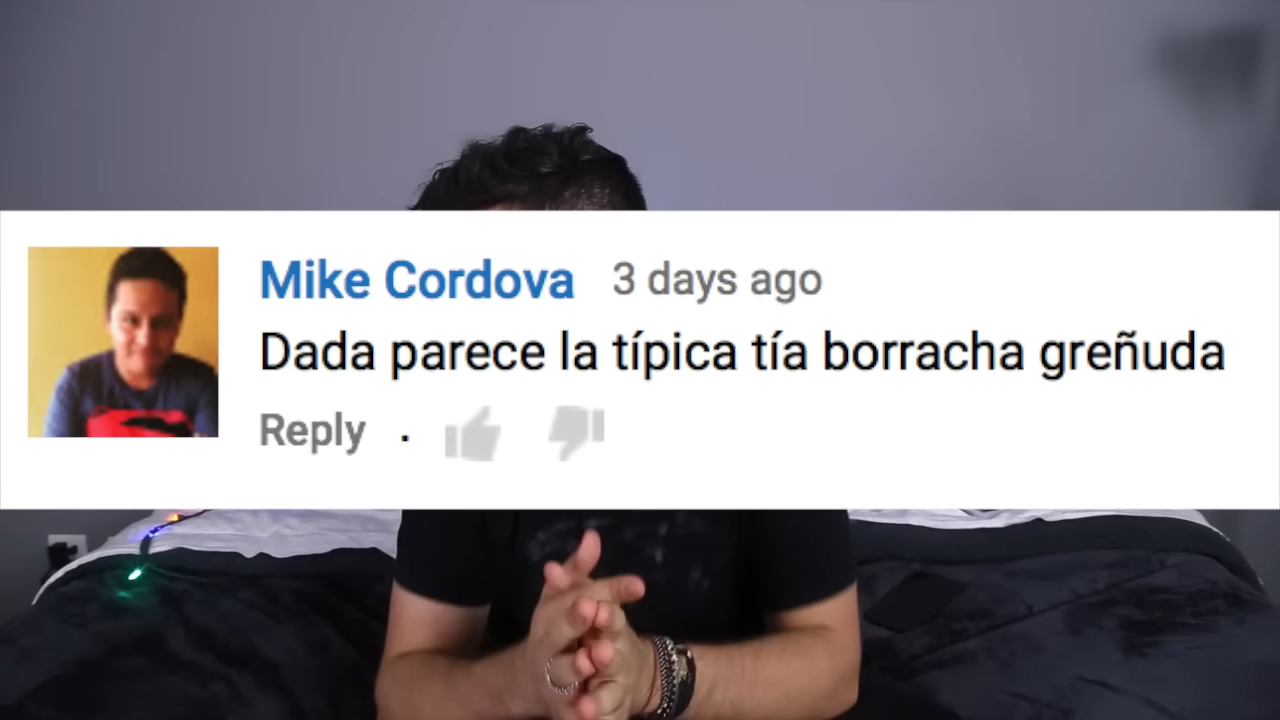 Mike Cordova 3 days ago
Dada parece la típica tía borracha greñuda
Reply .